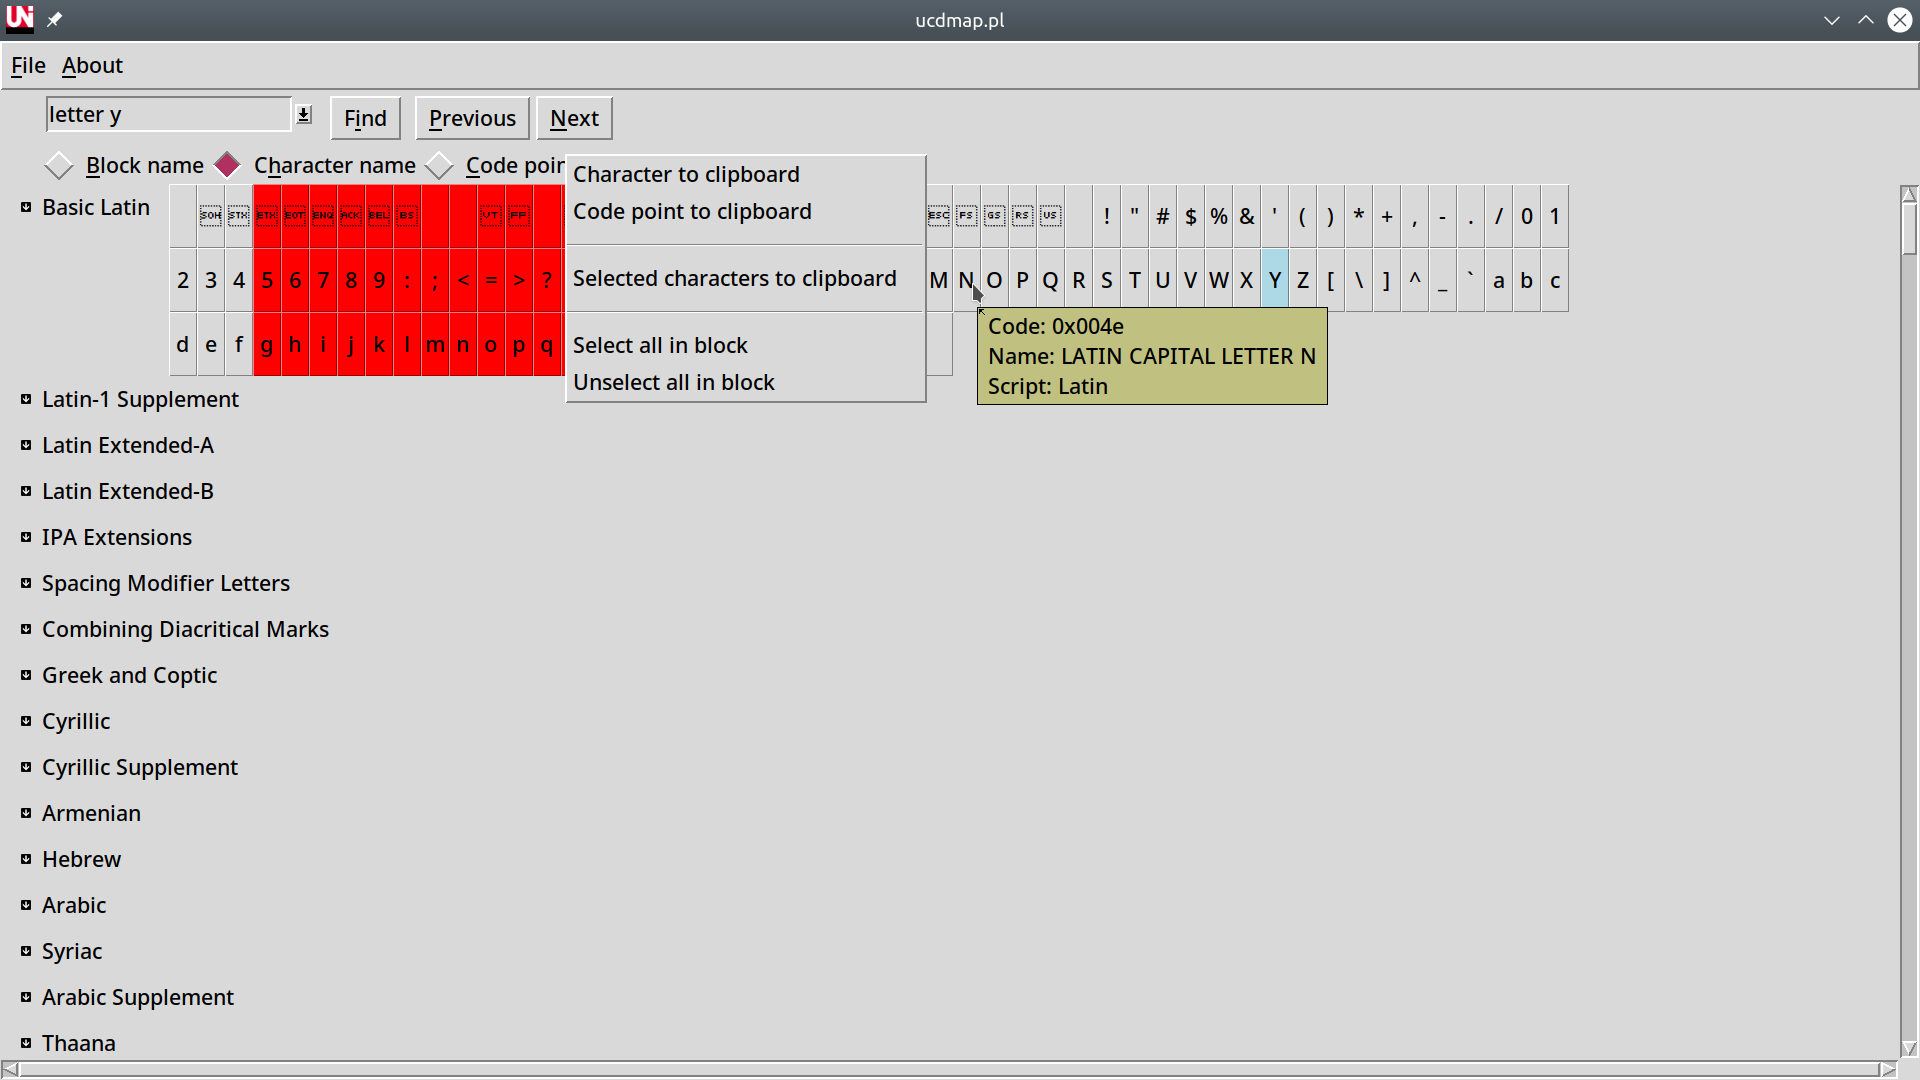 UN
ucdmap.pl
File About
letter y Find Previous Next
Block name Character name Code poin
Character to clipboard
Code point to clipboard
Selected characters to clipboard
Select all in block
Unselect all in block
Basic Latin
SOH STX ETX EOT ENQ ACK BEL BS VT FF ESC FS GS RS US ! " # $ % & ' ( ) * + , - . / 0 1
2 3 4 5 6 7 8 9 : ; < = > ? M N O P Q R S T U V W X Y Z [ \ ] ^ _ ` a b c
d e f g h i j k l m n o p q
Code: 0x004e
Name: LATIN CAPITAL LETTER N
Script: Latin
Latin-1 Supplement
Latin Extended-A
Latin Extended-B
IPA Extensions
Spacing Modifier Letters
Combining Diacritical Marks
Greek and Coptic
Cyrillic
Cyrillic Supplement
Armenian
Hebrew
Arabic
Syriac
Arabic Supplement
Thaana